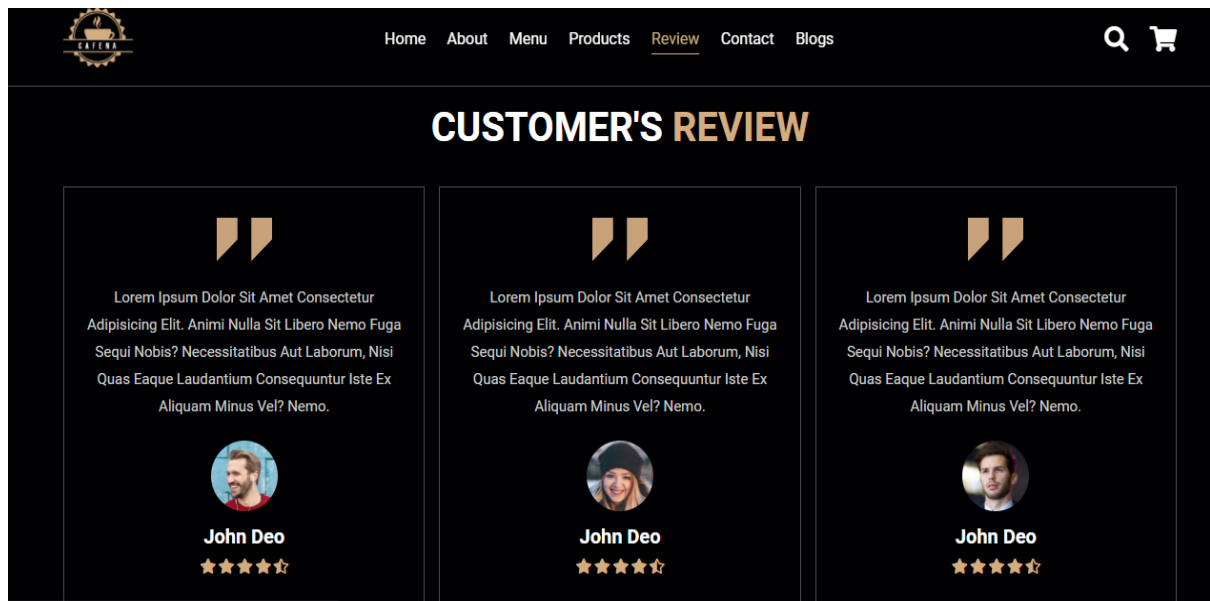 CAFENA
Home About Menu Products Review Contact Blogs
CUSTOMER'S REVIEW
Lorem Ipsum Dolor Sit Amet Consectetur
Adipisicing Elit. Animi Nulla Sit Libero Nemo Fuga
Sequi Nobis? Necessitatibus Aut Laborum, Nisi
Quas Eaque Laudantium Consequuntur Iste Ex
Aliquam Minus Vel? Nemo.
John Deo
Lorem Ipsum Dolor Sit Amet Consectetur
Adipisicing Elit. Animi Nulla Sit Libero Nemo Fuga
Sequi Nobis? Necessitatibus Aut Laborum, Nisi
Quas Eaque Laudantium Consequuntur Iste Ex
Aliquam Minus Vel? Nemo.
John Deo
Lorem Ipsum Dolor Sit Amet Consectetur
Adipisicing Elit. Animi Nulla Sit Libero Nemo Fuga
Sequi Nobis? Necessitatibus Aut Laborum, Nisi
Quas Eaque Laudantium Consequuntur Iste Ex
Aliquam Minus Vel? Nemo.
John Deo